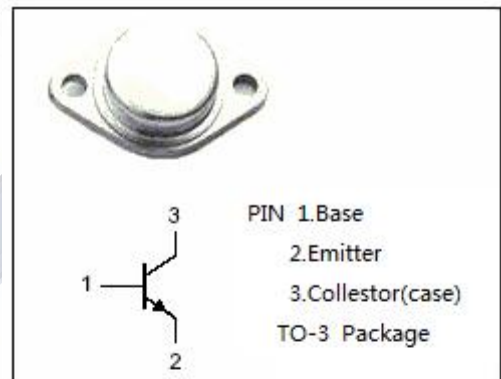 3
PIN 1.Base
2.Emitter
1
3.Collestor(case)
TO-3 Package
2